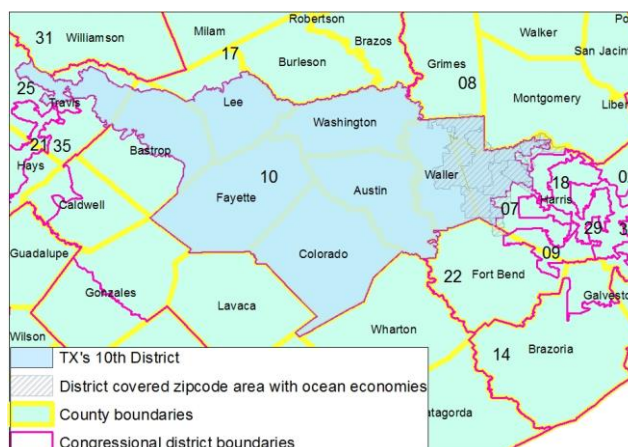 31 Williamson
Milam
Robertson
Brazos
17
Burleson
Walker
Grimes
San Jacint
08
Montgomery
Liber
25
Travis
Lee
Washington
21 35
Hays
Bastrop
10
Fayette
Austin
Waller
18
Harris
07
29
Caldwell
Colorado
09
22 Fort Bend
Guadalupe
Gonzales
Lavaca
Wharton
Galvesto
14
Brazoria
Wilson
atagorda
TX's 10th District
District covered zipcode area with ocean economies
County boundaries
Congressional district boundaries